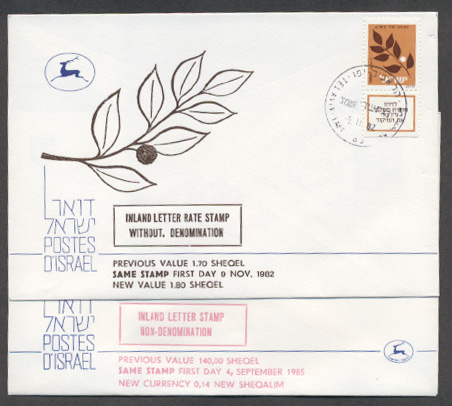 ישראל
דואר
ישראל
POSTES
D'ISRAEL
INLAND LETTER RATE STAMP
WITHOUT. DENOMINATION
PREVIOUS VALUE 1.70 SHEQEL
SAME STAMP FIRST DAY 9 NOV. 1982
NEW VALUE 1.80 SHEQEL
ישראל
POSTES
D'ISRAEL
INLAND LETTER STAMP
NON-DENOMINATION
PREVIOUS VALUE 140,00 SHEQEL
SAME STAMP FIRST DAY 4, SEPTEMBER 1985
NEW CURRENCY 0,14 NEW SHEQALIM